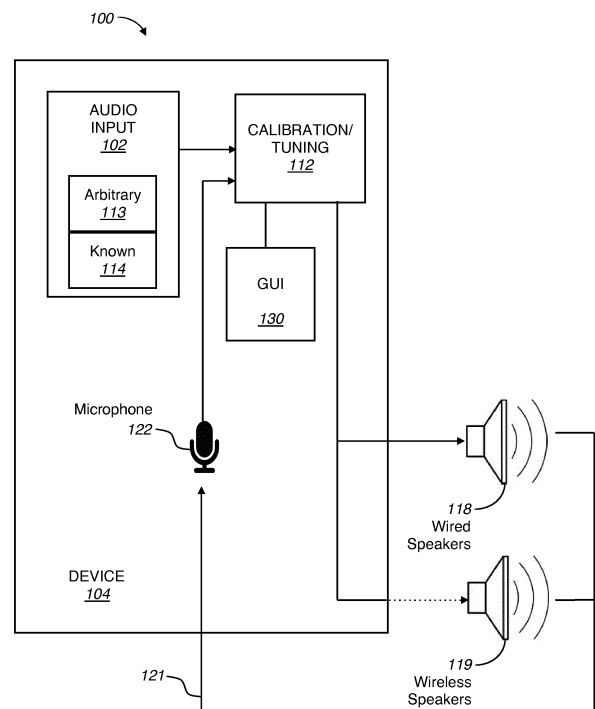 100
AUDIO
INPUT
102
Arbitrary
113
Known
114
CALIBRATION/
TUNING
112
GUI
130
Microphone
122
118
Wired
Speakers
DEVICE
104
119
Wireless
Speakers
121